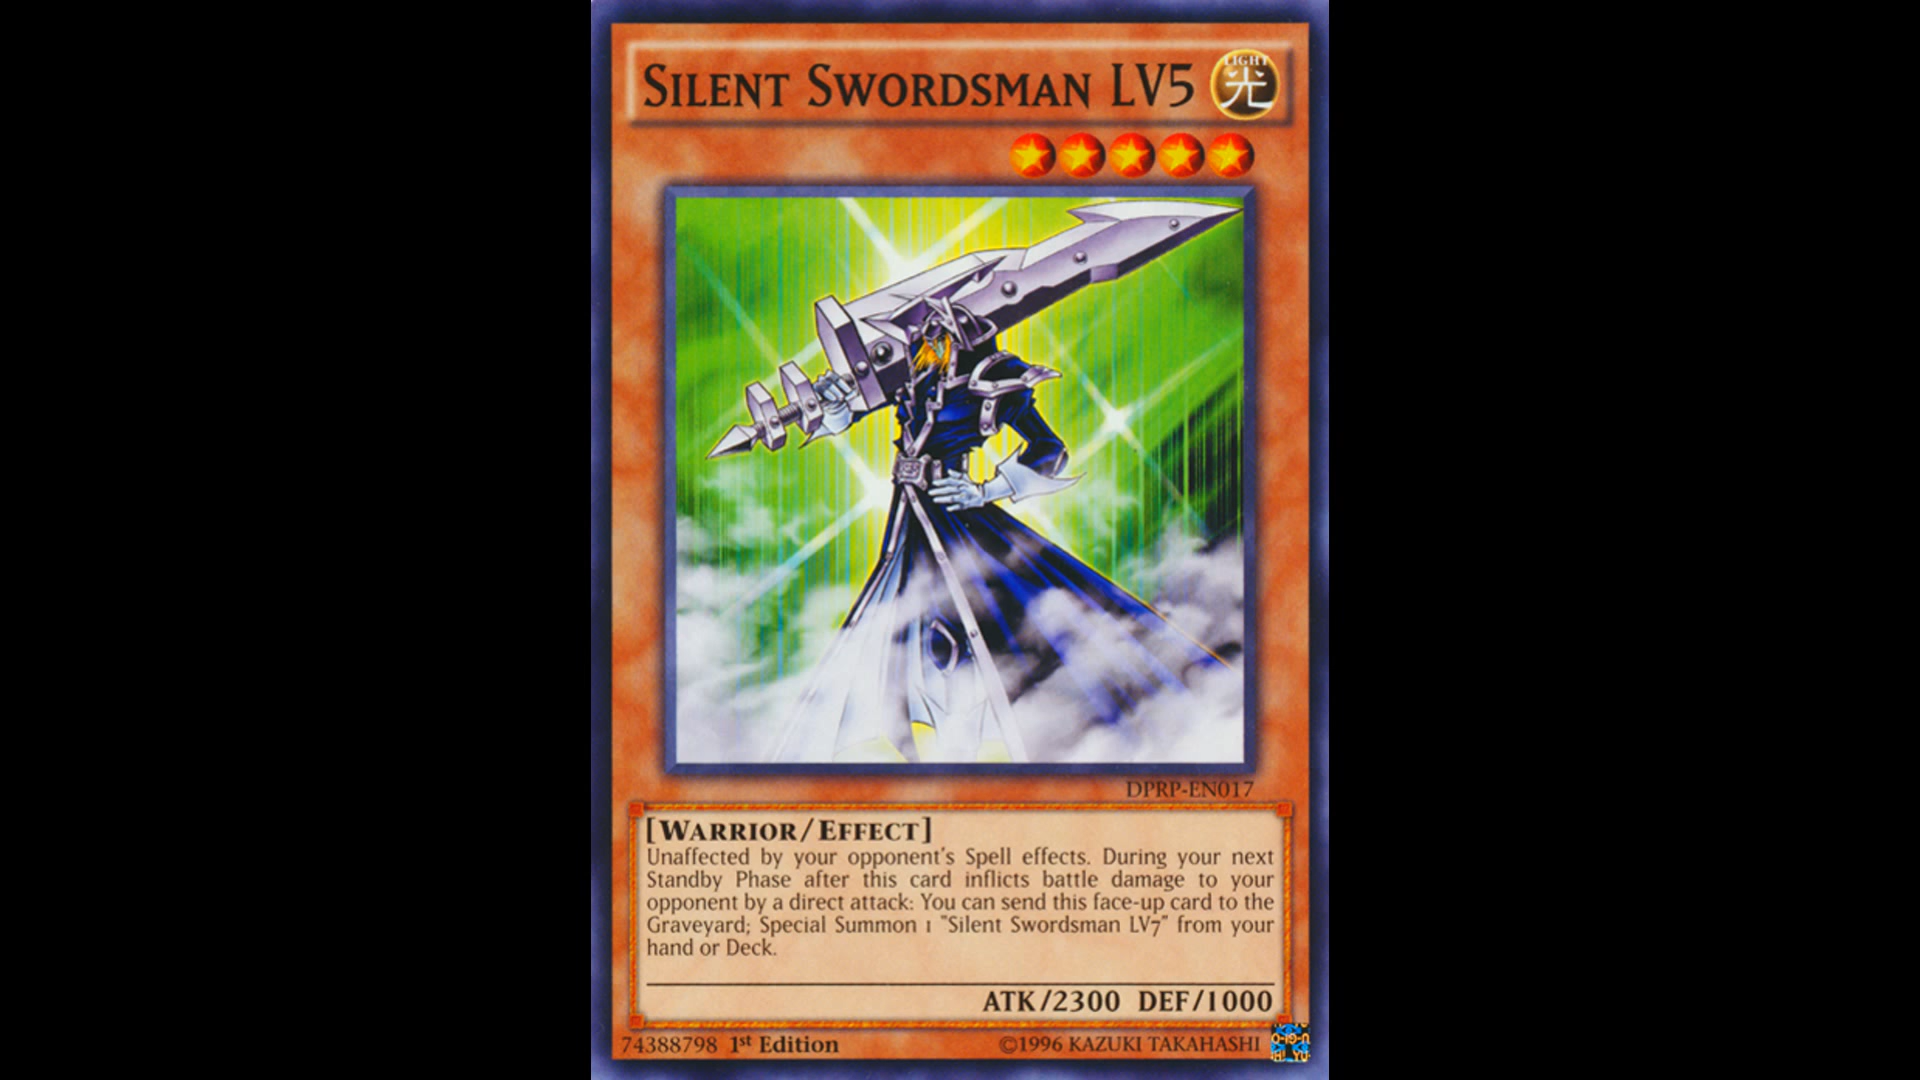 SILENT SWORDSMAN LV5
LIGHT
光
DPRP-EN017
[WARRIOR/EFFECT]
Unaffected by your opponent's Spell effects. During your next
Standby Phase after this card inflicts battle damage to your
opponent by a direct attack: You can send this face-up card to the
Graveyard; Special Summon 1 "Silent Swordsman LV7" from your
hand or Deck.
ATK/2300 DEF/1000
74388798 1st Edition ©1996 KAZUKI TAKAHASHI